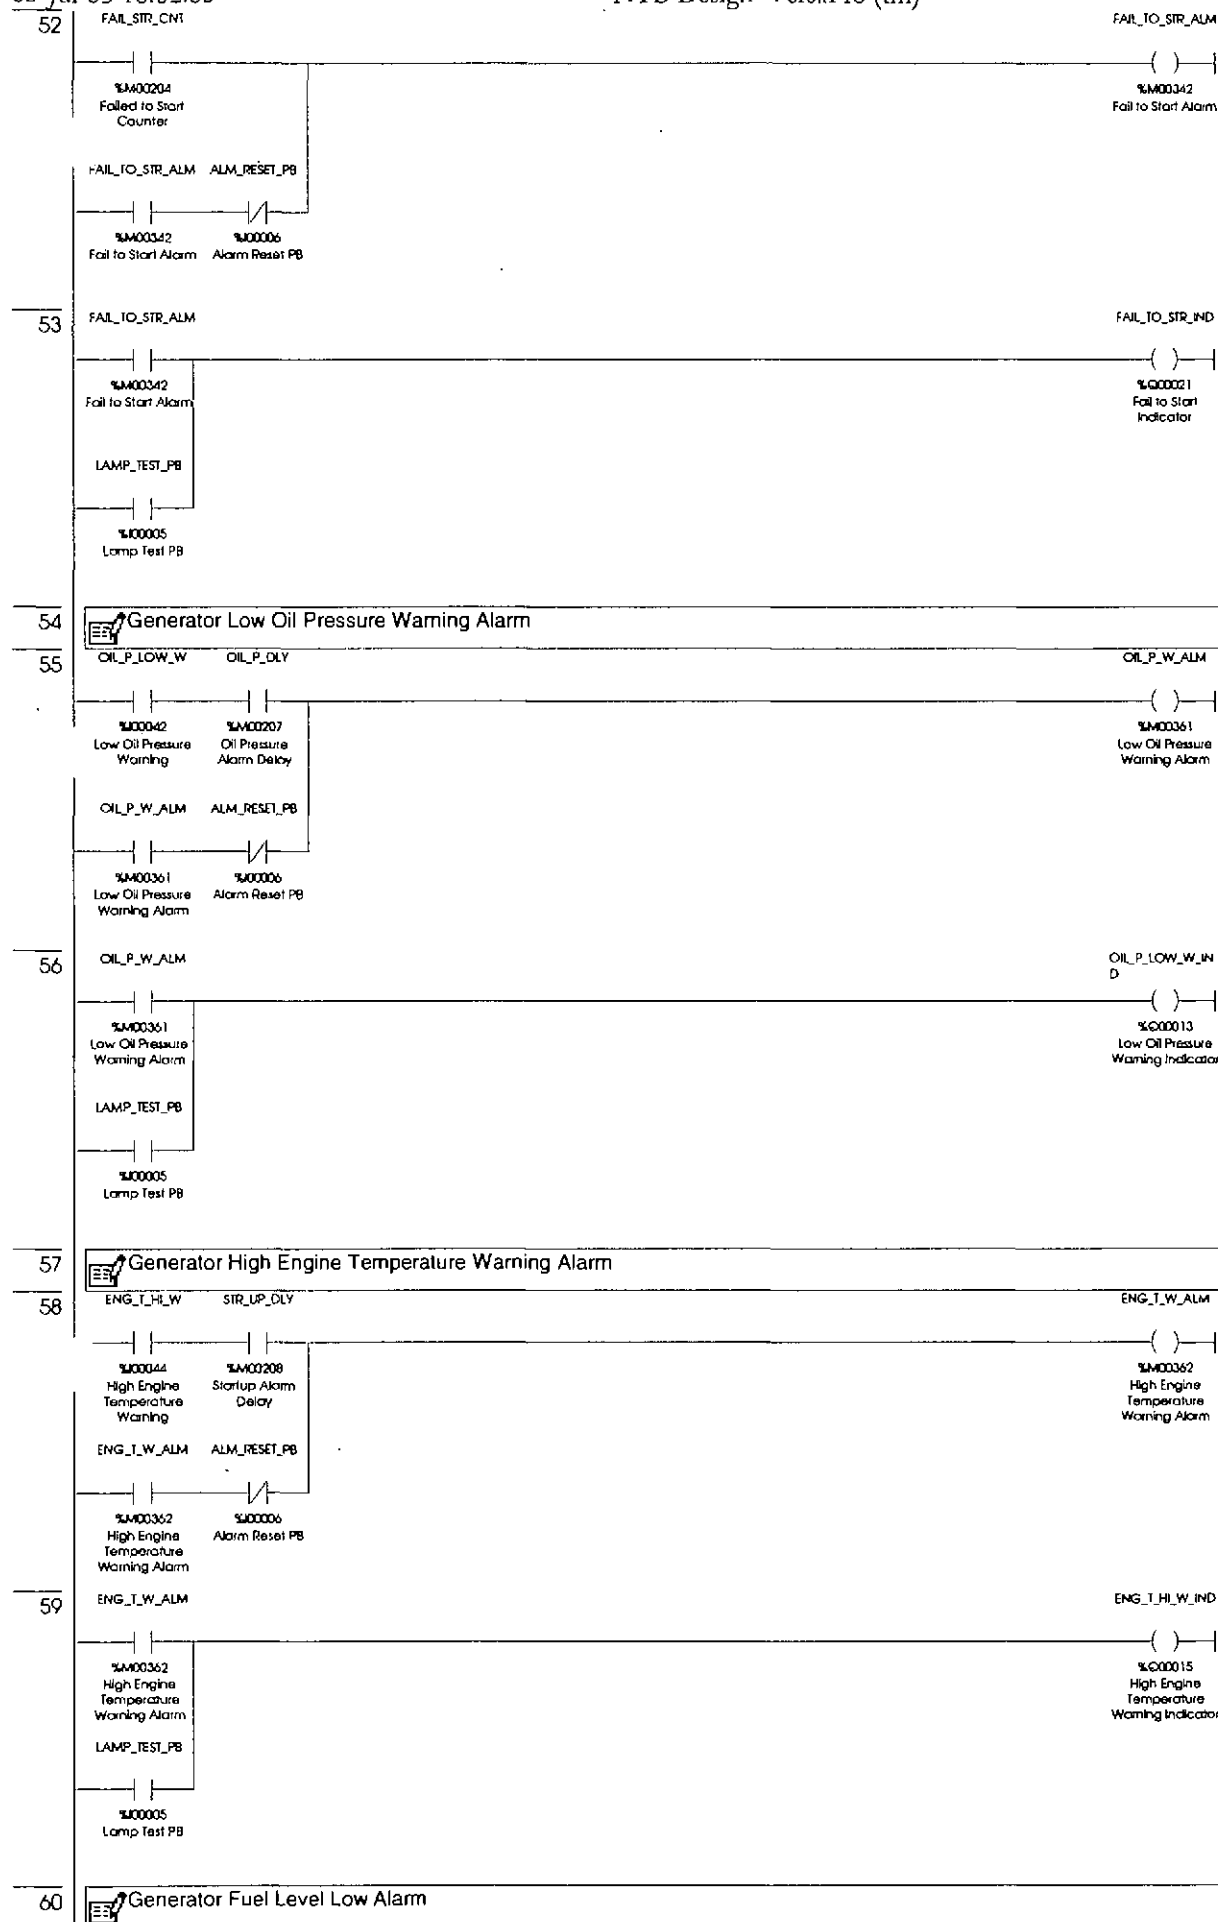 52
FAIL_STR_CNT
FAIL_TO_STR_ALM
%M00204
Failed to Start
Counter
%M00342
Fail to Start Alarm
FAIL_TO_STR_ALM ALM_RESET_PB
%M00342 %I00006
Fail to Start Alarm Alarm Reset PB
53
FAIL_TO_STR_ALM
FAIL_TO_STR_IND
%M00342
Fail to Start Alarm
%Q00021
Fail to Start
Indicator
LAMP_TEST_PB
%I00005
Lamp Test PB
54
Generator Low Oil Pressure Warning Alarm
55
OIL_P_LOW_W OIL_P_DLY
OIL_P_W_ALM
%I00042 %M00207
Low Oil Pressure
Warning
Oil Pressure
Alarm Delay
%M00361
Low Oil Pressure
Warning Alarm
OIL_P_W_ALM ALM_RESET_PB
%M00361 %I00006
Low Oil Pressure
Warning Alarm
Alarm Reset PB
56
OIL_P_W_ALM
OIL_P_LOW_W_IN
D
%M00361
Low Oil Pressure
Warning Alarm
%Q00013
Low Oil Pressure
Warning Indicator
LAMP_TEST_PB
%I00005
Lamp Test PB
57
Generator High Engine Temperature Warning Alarm
58
ENG_T_HI_W STR_UP_DLY
ENG_T_W_ALM
%I00044 %M00208
High Engine
Temperature
Warning
Startup Alarm
Delay
%M00362
High Engine
Temperature
Warning Alarm
ENG_T_W_ALM ALM_RESET_PB
%M00362 %I00006
High Engine
Temperature
Warning Alarm
Alarm Reset PB
59
ENG_T_W_ALM
ENG_T_HI_W_IND
%M00362
High Engine
Temperature
Warning Alarm
%Q00015
High Engine
Temperature
Warning Indicator
LAMP_TEST_PB
%I00005
Lamp Test PB
60
Generator Fuel Level Low Alarm